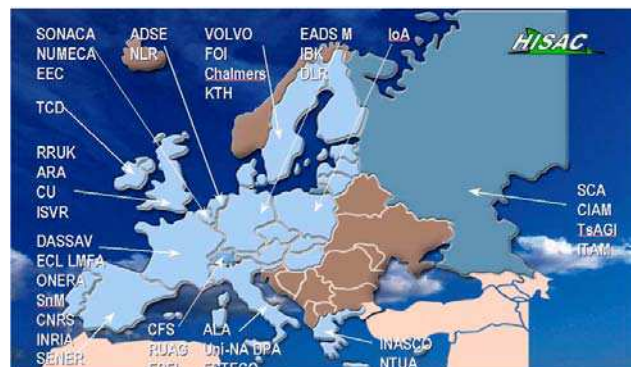 SONACA
NUMECA
EEC
ADSE
NLR
VOLVO
FOI
Chalmers
KTH
EADS M
IBK
DLR
IoA
HISAC
TCD
RRUK
ARA
CU
ISVR
SCA
CIAM
TsAGI
ITAM
DASSAV
ECL LMFA
ONERA
SnM
CNRS
INRIA
SENER
CFS
RUAG
ALA
Uni-NA DPA
INASCO
NTUA